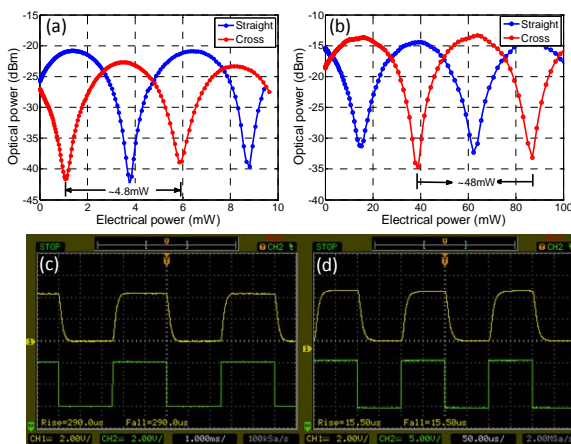 (a)
Straight
Cross
Optical power (dBm)
-15
-20
-25
-30
-35
-40
-45
0 2 4 6 8 10
~4.8mW
Electrical power (mW)
(b)
Straight
Cross
Optical power (dBm)
-10
-15
-20
-25
-30
-35
-40
0 20 40 60 80 100
~48mW
Electrical power (mW)
(c)
STOP
CH2
Rise=290.0us Fall=290.0us
CH1= 2.00V/ CH2= 2.00V/ 1.000ms/ 100kSa/s
(d)
STOP
CH2
Rise=15.50us Fall=15.50us
CH1= 2.00V/ CH2= 5.00V/ 50.00us/ 2.00MSa/s